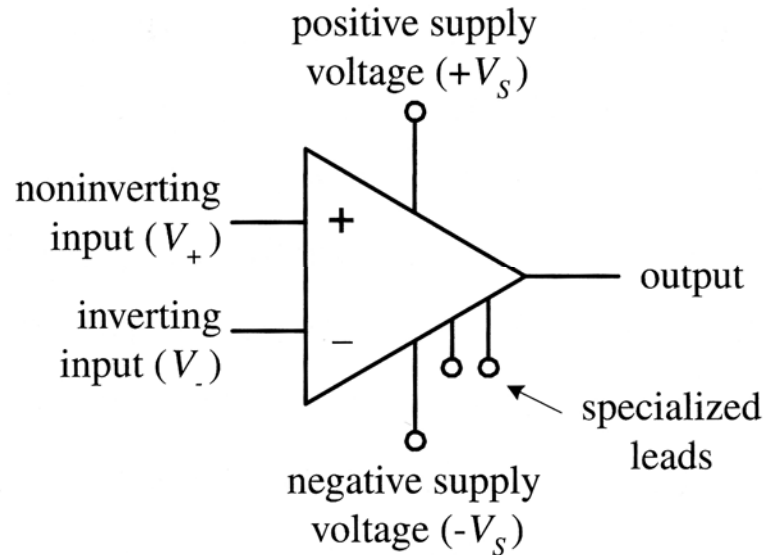 positive supply
voltage (+V_S)
noninverting
input (V_+)
+
inverting
input (V_-)
−
output
specialized
leads
negative supply
voltage (-V_S)